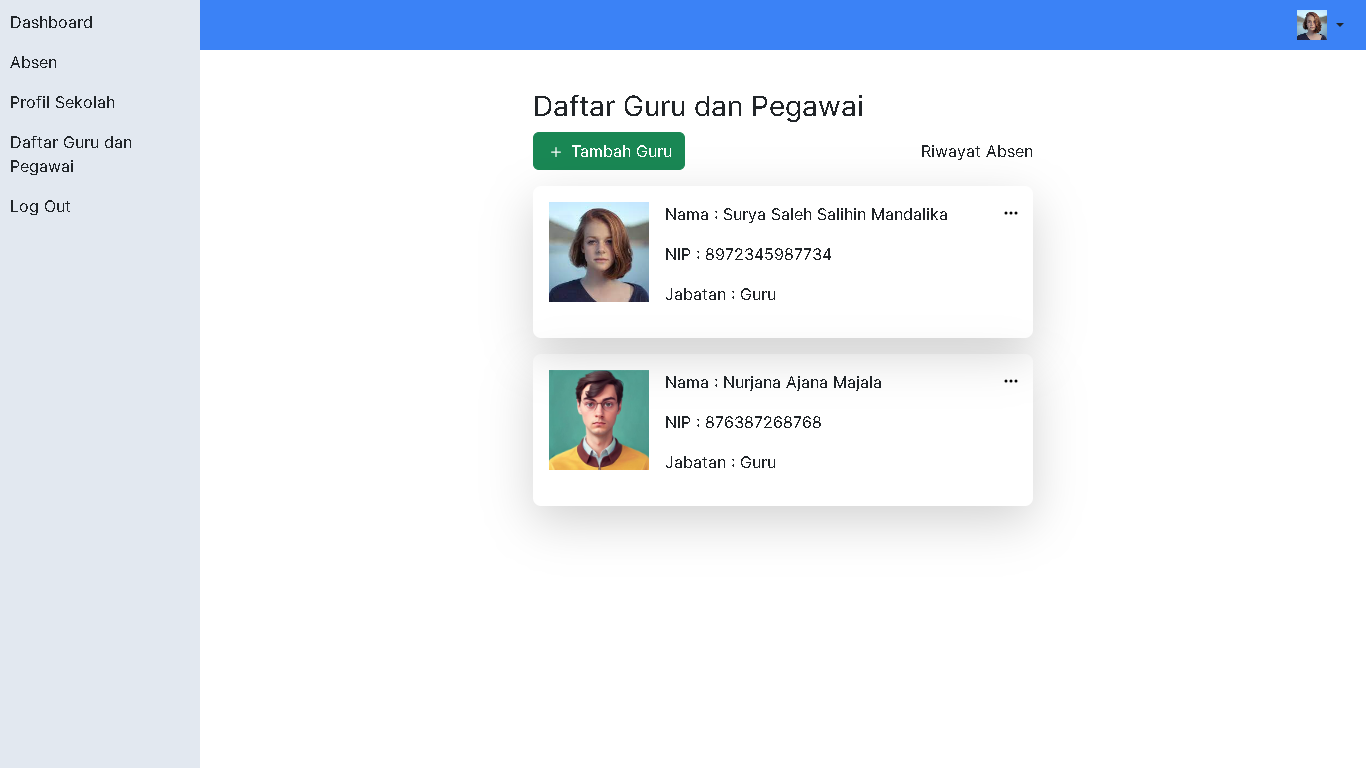 Dashboard
Absen
Profil Sekolah
Daftar Guru dan
Pegawai
Log Out
Daftar Guru dan Pegawai
+ Tambah Guru
Riwayat Absen
Nama : Surya Saleh Salihin Mandalika
NIP : 8972345987734
Jabatan : Guru
Nama : Nurjana Ajana Majala
NIP : 876387268768
Jabatan : Guru